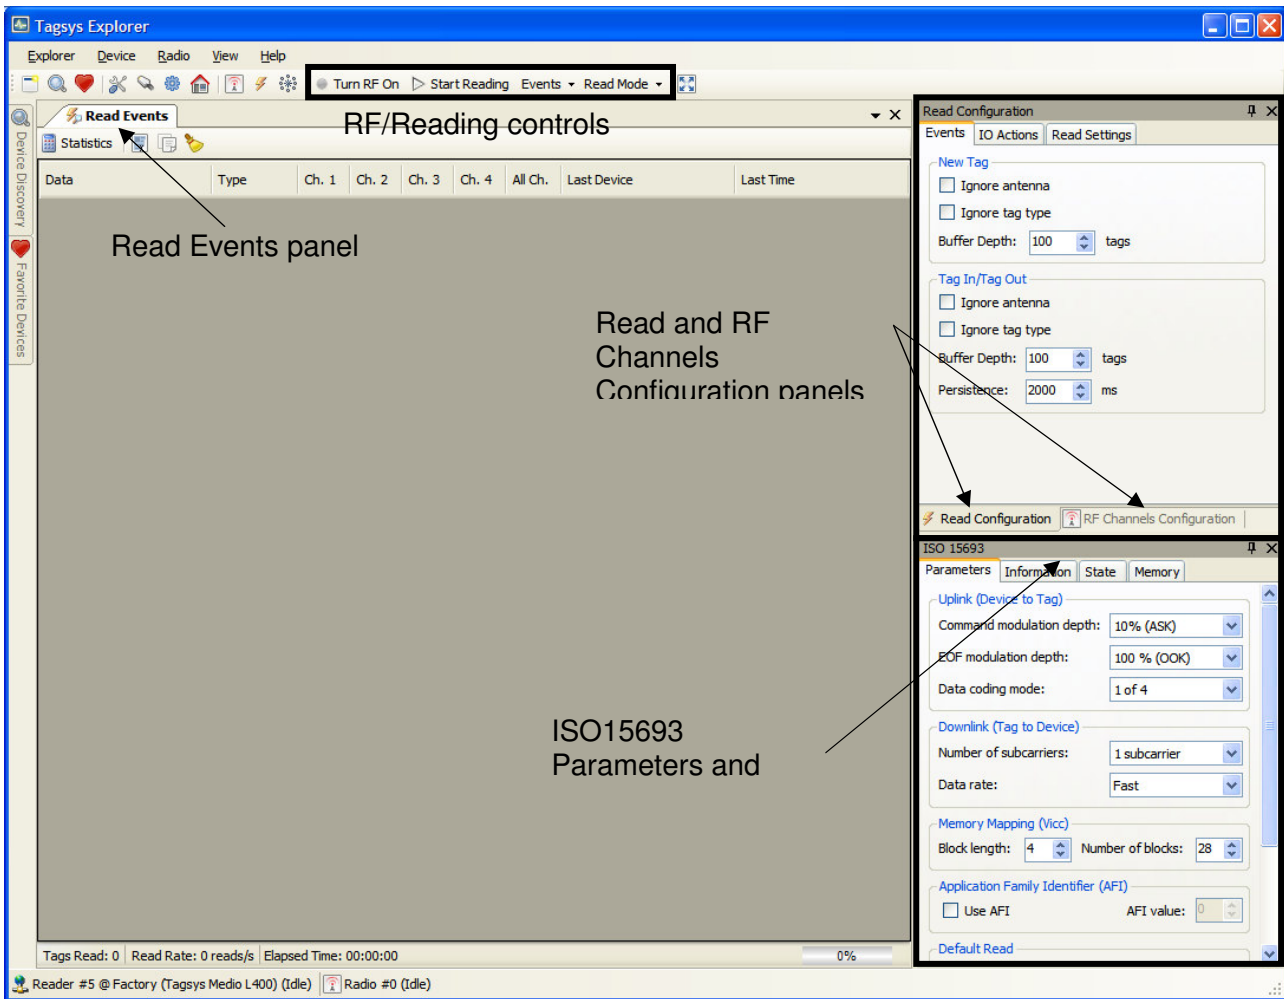 Tagsys Explorer
Explorer Device Radio View Help
Turn RF On Start Reading Events Read Mode
Read Events
RF/Reading controls
Statistics
Data Type Ch. 1 Ch. 2 Ch. 3 Ch. 4 All Ch. Last Device Last Time
Device Discovery
Favorite Devices
Read Events panel
Read and RF
Channels
Configuration panels
ISO15693
Parameters and
Tags Read: 0 Read Rate: 0 reads/s Elapsed Time: 00:00:00 0%
Read Configuration
Events IO Actions Read Settings
New Tag
Ignore antenna
Ignore tag type
Buffer Depth: 100 tags
Tag In/Tag Out
Ignore antenna
Ignore tag type
Buffer Depth: 100 tags
Persistence: 2000 ms
Read Configuration RF Channels Configuration
ISO 15693
Parameters Information State Memory
Uplink (Device to Tag)
Command modulation depth: 10% (ASK)
EOF modulation depth: 100 % (OOK)
Data coding mode: 1 of 4
Downlink (Tag to Device)
Number of subcarriers: 1 subcarrier
Data rate: Fast
Memory Mapping (Vicc)
Block length: 4 Number of blocks: 28
Application Family Identifier (AFI)
Use AFI AFI value: 0
Default Read
Reader #5 @ Factory (Tagsys Medio L400) (Idle) Radio #0 (Idle)